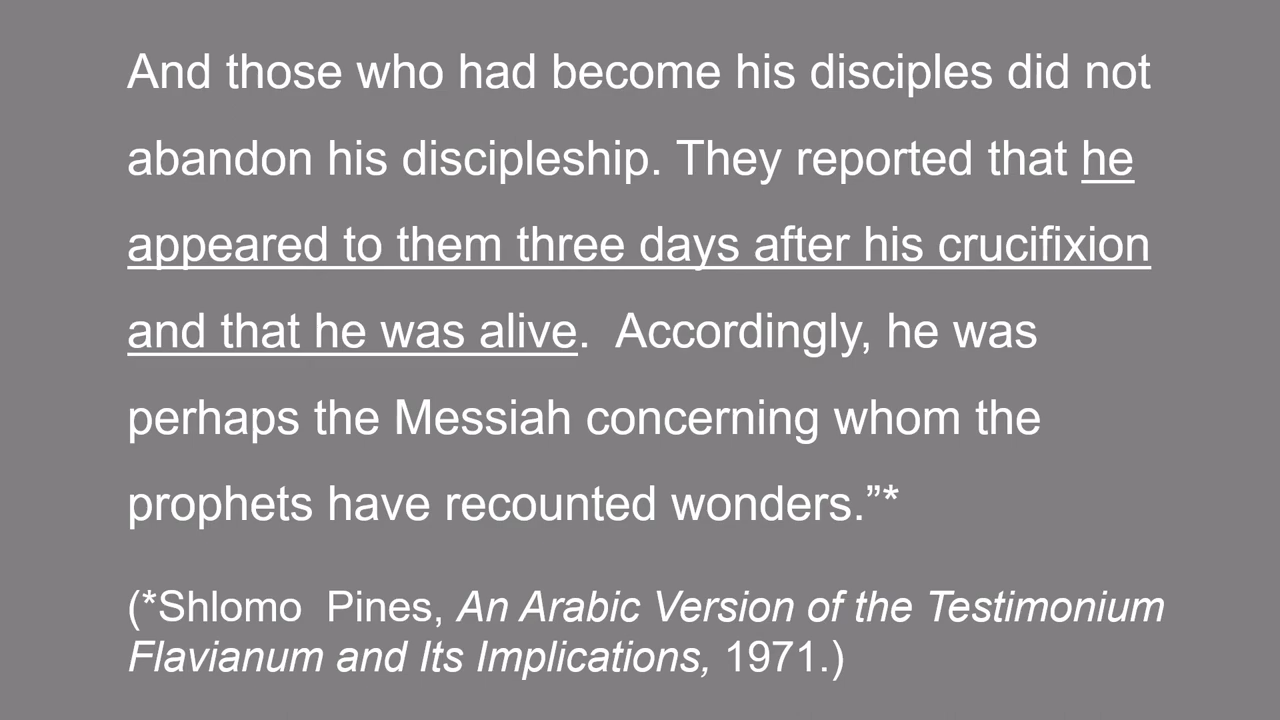 And those who had become his disciples did not
abandon his discipleship. They reported that he
appeared to them three days after his crucifixion
and that he was alive.  Accordingly, he was
perhaps the Messiah concerning whom the
prophets have recounted wonders.”*
(*Shlomo  Pines, An Arabic Version of the Testimonium
Flavianum and Its Implications, 1971.)